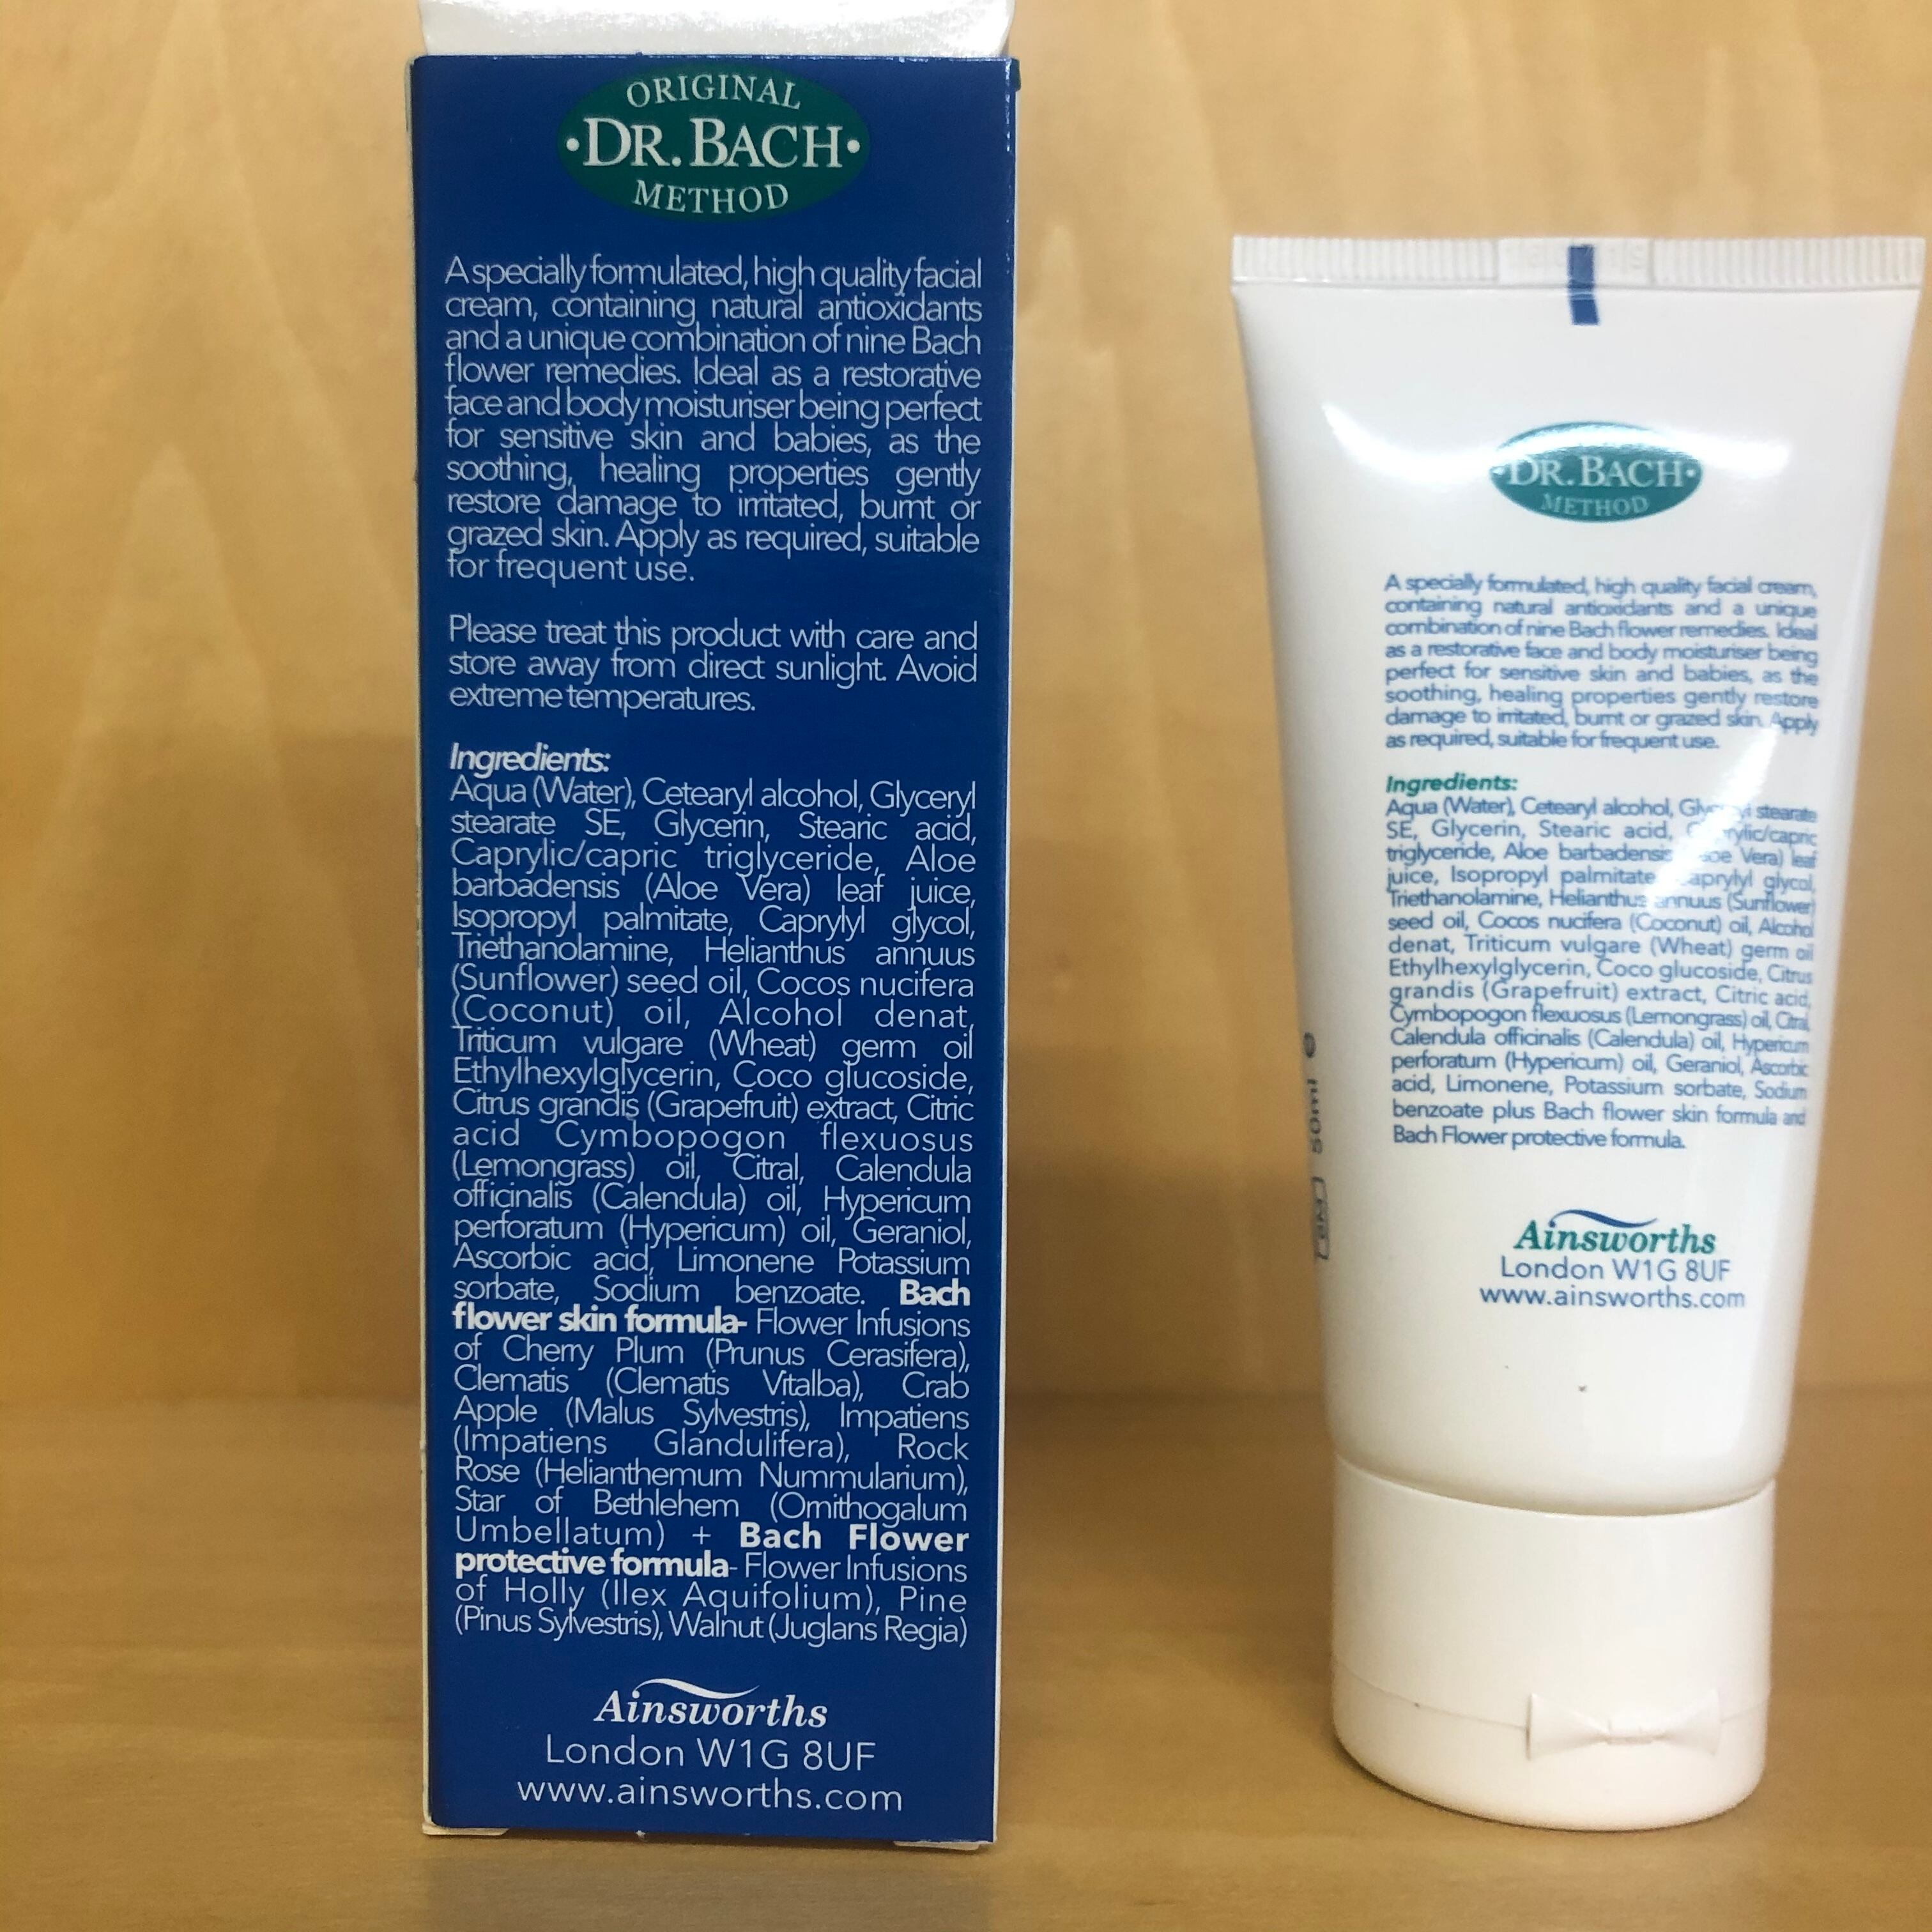 ORIGINAL
·DR. BACH·
METHOD
A specially formulated, high quality facial
cream, containing natural antioxidants
and a unique combination of nine Bach
flower remedies. Ideal as a restorative
face and body moisturiser being perfect
for sensitive skin and babies, as the
soothing, healing properties gently
restore damage to irritated, burnt or
grazed skin. Apply as required, suitable
for frequent use.
Please treat this product with care and
store away from direct sunlight. Avoid
extreme temperatures.
Ingredients:
Aqua (Water), Cetearyl alcohol, Glyceryl
stearate SE, Glycerin, Stearic acid,
Caprylic/capric triglyceride, Aloe
barbadensis (Aloe Vera) leaf juice,
Isopropyl palmitate, Caprylyl glycol,
Triethanolamine, Helianthus annuus
(Sunflower) seed oil, Cocos nucifera
(Coconut) oil, Alcohol denat,
Triticum vulgare (Wheat) germ oil
Ethylhexylglycerin, Coco glucoside,
Citrus grandis (Grapefruit) extract, Citric
acid Cymbopogon flexuosus
(Lemongrass) oil, Citral, Calendula
officinalis (Calendula) oil, Hypericum
perforatum (Hypericum) oil, Geraniol,
Ascorbic acid, Limonene Potassium
sorbate, Sodium benzoate. Bach
flower skin formula- Flower Infusions
of Cherry Plum (Prunus Cerasifera),
Clematis (Clematis Vitalba), Crab
Apple (Malus Sylvestris), Impatiens
(Impatiens Glandulifera), Rock
Rose (Helianthemum Nummularium),
Star of Bethlehem (Ornithogalum
Umbellatum) + Bach Flower
protective formula- Flower Infusions
of Holly (Ilex Aquifolium), Pine
(Pinus Sylvestris), Walnut (Juglans Regia)
Ainsworths
London W1G 8UF
www.ainsworths.com
·DR. BACH·
METHOD
A specially formulated, high quality facial cream,
containing natural antioxidants and a unique
combination of nine Bach flower remedies. Ideal
as a restorative face and body moisturiser being
perfect for sensitive skin and babies, as the
soothing, healing properties gently restore
damage to irritated, burnt or grazed skin. Apply
as required, suitable for frequent use.
Ingredients:
Aqua (Water), Cetearyl alcohol, stearate
SE, Glycerin, Stearic acid,
triglyceride, Aloe barbadensis Vera) leaf
juice, Isopropyl palmitate, glycol,
Triethanolamine, Helianthus annuus (Sunflower)
seed oil, Cocos nucifera (Coconut) oil, Alcohol
denat, Triticum vulgare (Wheat) germ oil
Ethylhexylglycerin, Coco glucoside, Citrus
grandis (Grapefruit) extract, Citric acid,
Cymbopogon flexuosus (Lemongrass) oil, Citral,
Calendula officinalis (Calendula) oil, Hypericum
perforatum (Hypericum) oil, Geraniol, Ascorbic
acid, Limonene, Potassium sorbate, Sodium
benzoate plus Bach flower skin formula and
Bach Flower protective formula.
Ainsworths
London W1G 8UF
www.ainsworths.com
50ml e